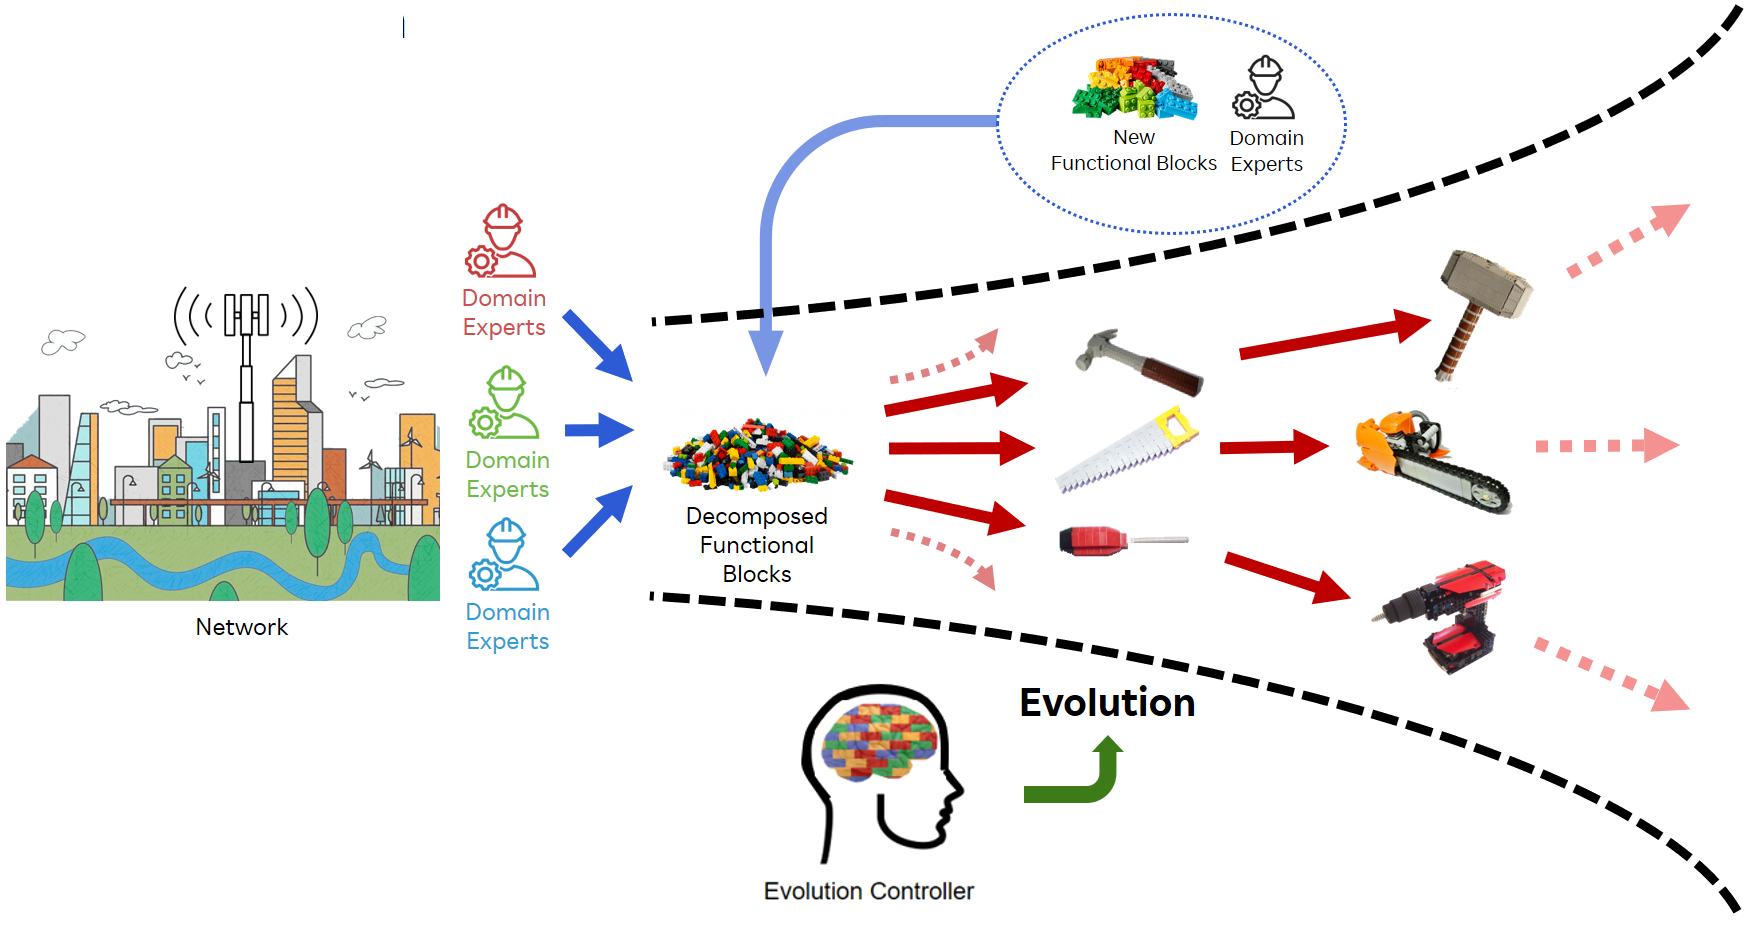 New
Functional Blocks
Domain
Experts
Domain
Experts
Domain
Experts
Domain
Experts
Network
Decomposed
Functional
Blocks
Evolution
Evolution Controller